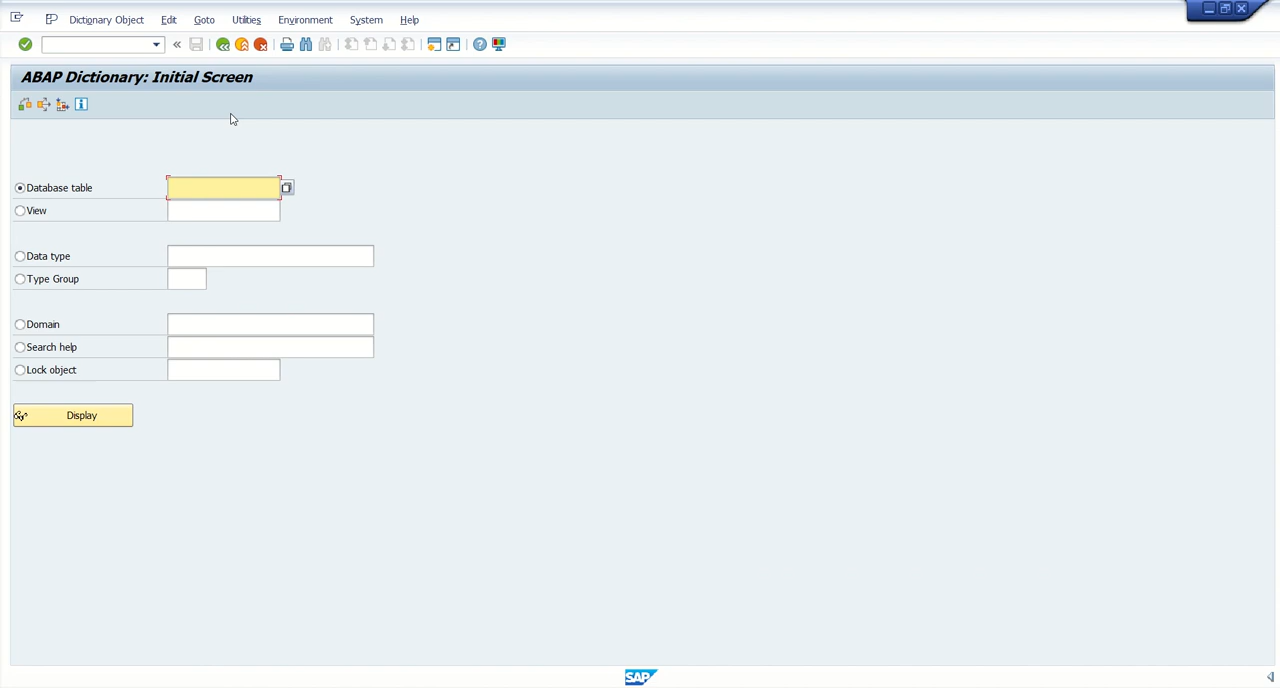 Dictionary Object Edit Goto Utilities Environment System Help
ABAP Dictionary: Initial Screen
Database table
View
Data type
Type Group
Domain
Search help
Lock object
Display
SAP